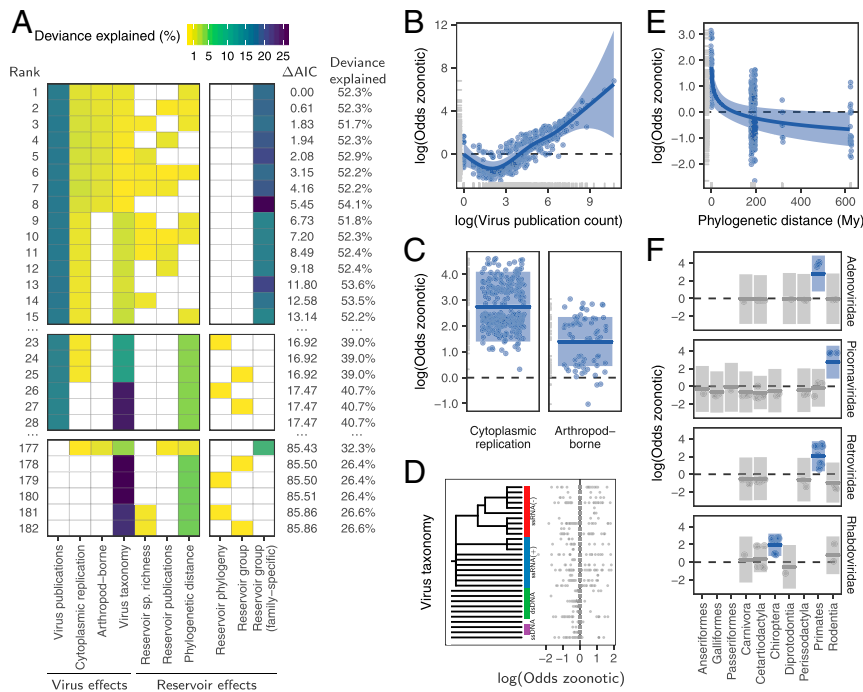 A
Deviance explained (%)
1 5 10 15 20 25
Rank
ΔAIC
Deviance
explained
1 0.00 52.3%
2 0.61 52.3%
3 1.83 51.7%
4 1.94 52.3%
5 2.08 52.9%
6 3.15 52.2%
7 4.16 52.2%
8 5.45 54.1%
9 6.73 51.8%
10 7.20 52.3%
11 8.49 52.4%
12 9.18 52.4%
13 11.80 53.6%
14 12.58 53.5%
15 13.14 52.2%
... ... ...
23 16.92 39.0%
24 16.92 39.0%
25 16.92 39.0%
26 17.47 40.7%
27 17.47 40.7%
28 17.47 40.7%
... ... ...
177 85.43 32.3%
178 85.50 26.4%
179 85.50 26.4%
180 85.51 26.4%
181 85.86 26.6%
182 85.86 26.6%
Virus publications
Cytoplasmic replication
Arthropod−borne
Virus taxonomy
Reservoir sp. richness
Reservoir publications
Phylogenetic distance
Reservoir phylogeny
Reservoir group
Reservoir group
(family-specific)
Virus effects
Reservoir effects
B
log(Odds zoonotic)
12
8
4
0
0 3 6 9
log(Virus publication count)
C
log(Odds zoonotic)
4.0
3.0
2.0
1.0
0.0
−1.0
Cytoplasmic
replication
Arthropod−
borne
D
Virus taxonomy
ssRNA(-)
ssRNA(+)
dsDNA
ssDNA
−2 −1 0 1 2
log(Odds zoonotic)
E
log(Odds zoonotic)
3.0
2.0
1.0
0.0
−1.0
−2.0
0 200 400 600
Phylogenetic distance (My)
F
log(Odds zoonotic)
4
2
0
−2
Adenoviridae
4
2
0
−2
Picornaviridae
4
2
0
−2
Retroviridae
4
2
0
−2
Rhabdoviridae
Anseriformes
Galliformes
Passeriformes
Carnivora
Cetartiodactyla
Chiroptera
Diprotodontia
Perissodactyla
Primates
Rodentia